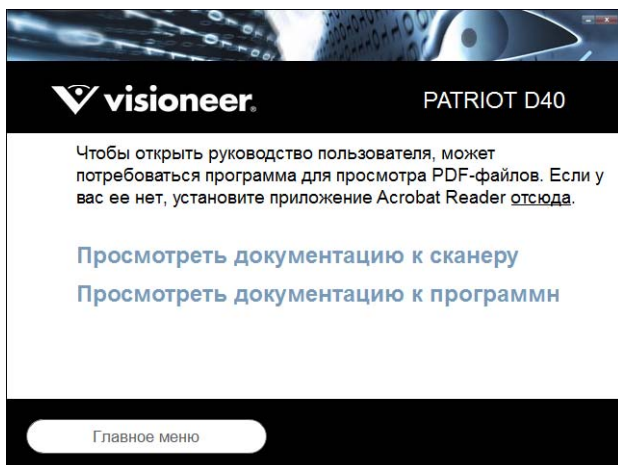 visioneer®
PATRIOT D40
Чтобы открыть руководство пользователя, может
потребоваться программа для просмотра PDF-файлов. Если у
вас ее нет, установите приложение Acrobat Reader отсюда.
Просмотреть документацию к сканеру
Просмотреть документацию к программн
Главное меню